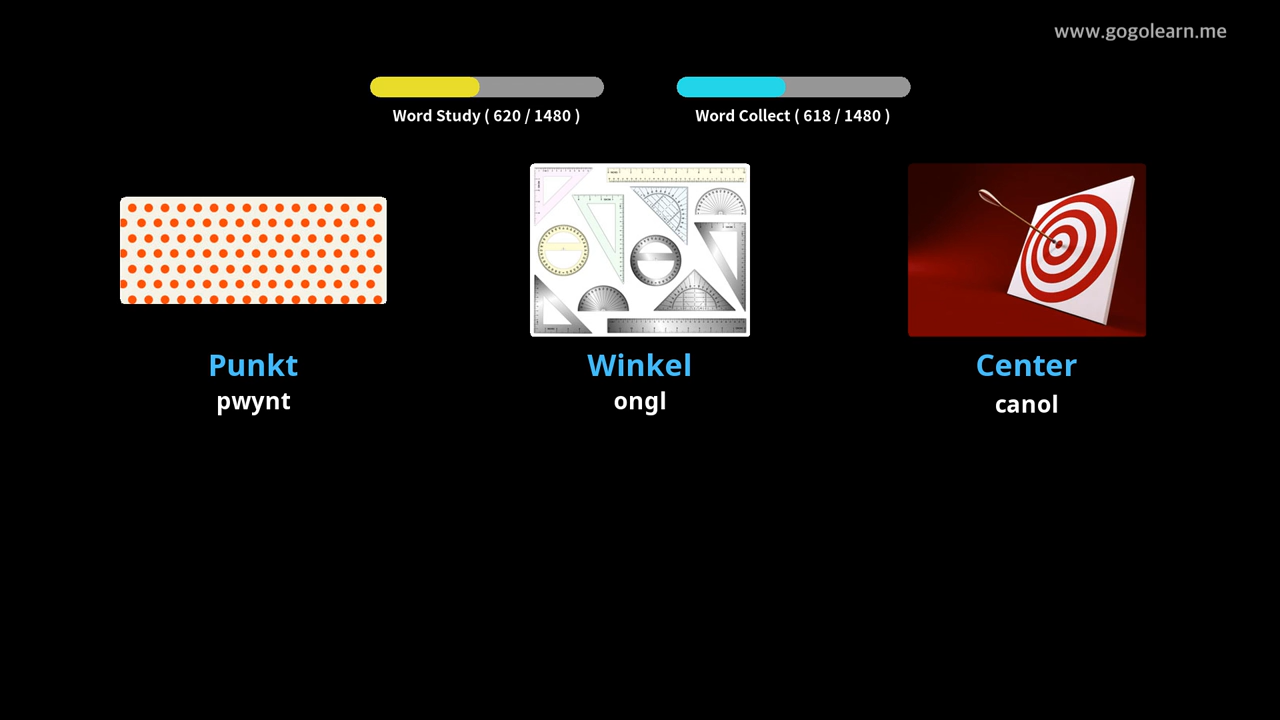 www.gogolearn.me
Word Study ( 620 / 1480 )
Word Collect ( 618 / 1480 )
Punkt
pwynt
Winkel
ongl
Center
canol